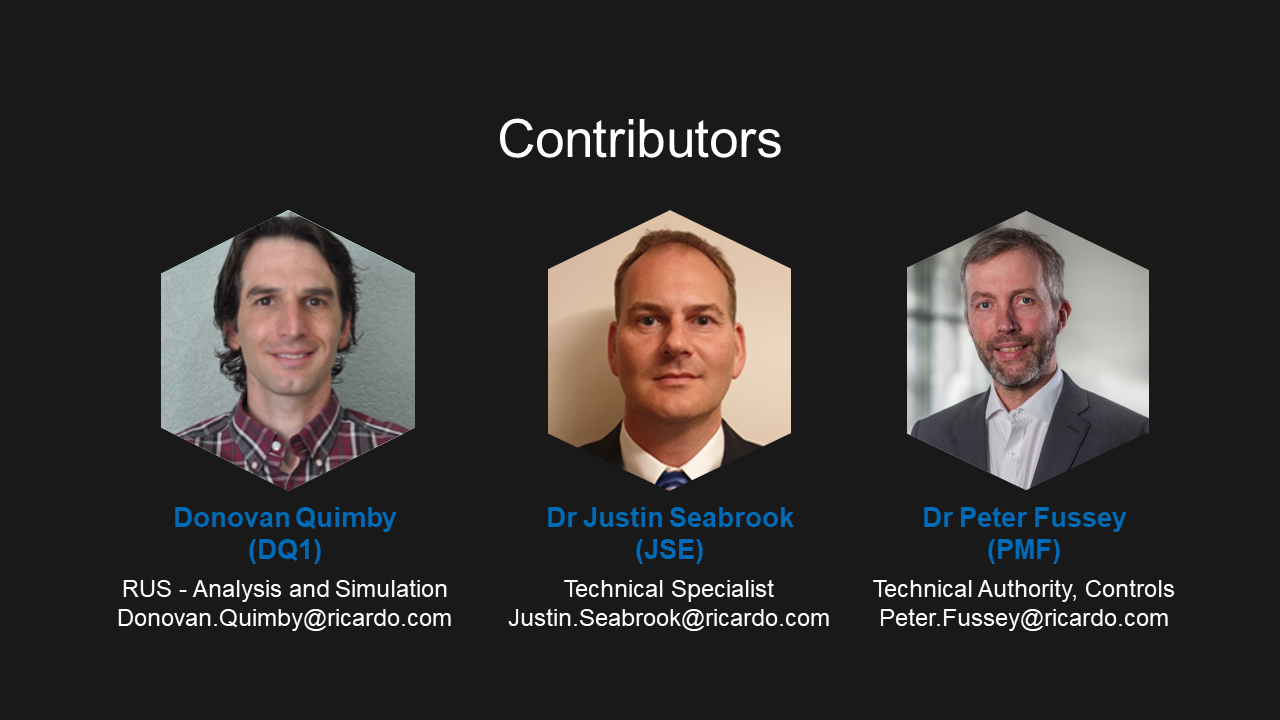 Contributors
Donovan Quimby
(DQ1)
RUS - Analysis and Simulation
Donovan.Quimby@ricardo.com
Dr Justin Seabrook
(JSE)
Technical Specialist
Justin.Seabrook@ricardo.com
Dr Peter Fussey
(PMF)
Technical Authority, Controls
Peter.Fussey@ricardo.com